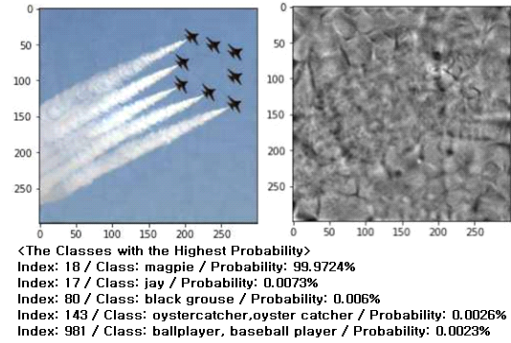 0
50
100
150
200
250
0 50 100 150 200 250
0
50
100
150
200
250
0 50 100 150 200 250
<The Classes with the Highest Probability>
Index: 18 / Class: magpie / Probability: 99.9724%
Index: 17 / Class: jay / Probability: 0.0073%
Index: 80 / Class: black grouse / Probability: 0.006%
Index: 143 / Class: oystercatcher,oyster catcher / Probability: 0.0026%
Index: 981 / Class: ballplayer, baseball player / Probability: 0.0023%